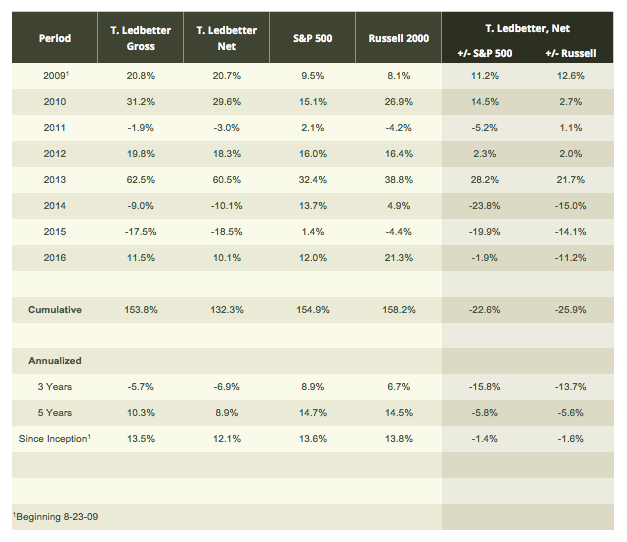 Period T. Ledbetter Gross T. Ledbetter Net S&P 500 Russell 2000 T. Ledbetter, Net
+/- S&P 500 +/- Russell
2009¹ 20.8% 20.7% 9.5% 8.1% 11.2% 12.6%
2010 31.2% 29.6% 15.1% 26.9% 14.5% 2.7%
2011 -1.9% -3.0% 2.1% -4.2% -5.2% 1.1%
2012 19.8% 18.3% 16.0% 16.4% 2.3% 2.0%
2013 62.5% 60.5% 32.4% 38.8% 28.2% 21.7%
2014 -9.0% -10.1% 13.7% 4.9% -23.8% -15.0%
2015 -17.5% -18.5% 1.4% -4.4% -19.9% -14.1%
2016 11.5% 10.1% 12.0% 21.3% -1.9% -11.2%
Cumulative 153.8% 132.3% 154.9% 158.2% -22.6% -25.9%
Annualized
3 Years -5.7% -6.9% 8.9% 6.7% -15.8% -13.7%
5 Years 10.3% 8.9% 14.7% 14.5% -5.8% -5.6%
Since Inception¹ 13.5% 12.1% 13.6% 13.8% -1.4% -1.6%
¹Beginning 8-23-09